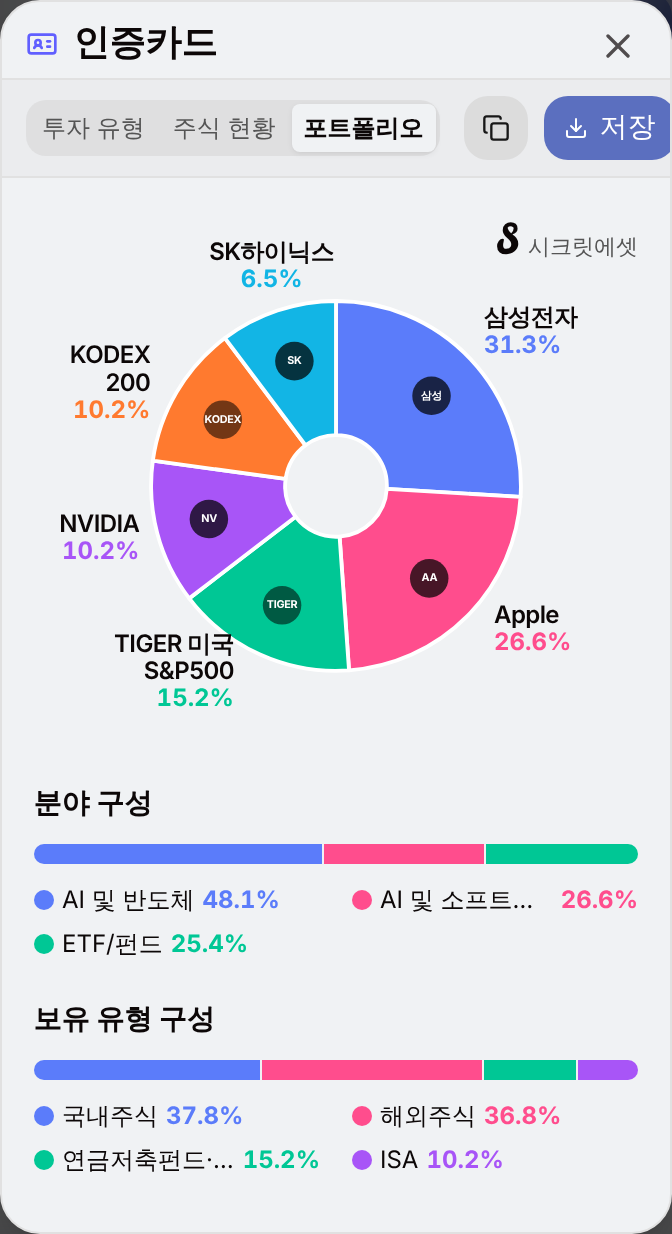 인증카드
투자 유형
주식 현황
포트폴리오
저장
S 시크릿에셋
SK하이닉스
6.5%
삼성전자
31.3%
KODEX
200
10.2%
SK
삼성
KODEX
NVIDIA
10.2%
NV
AA
TIGER
Apple
26.6%
TIGER 미국
S&P500
15.2%
분야 구성
AI 및 반도체 48.1%
AI 및 소프트... 26.6%
ETF/펀드 25.4%
보유 유형 구성
국내주식 37.8%
해외주식 36.8%
연금저축펀드·... 15.2%
ISA 10.2%